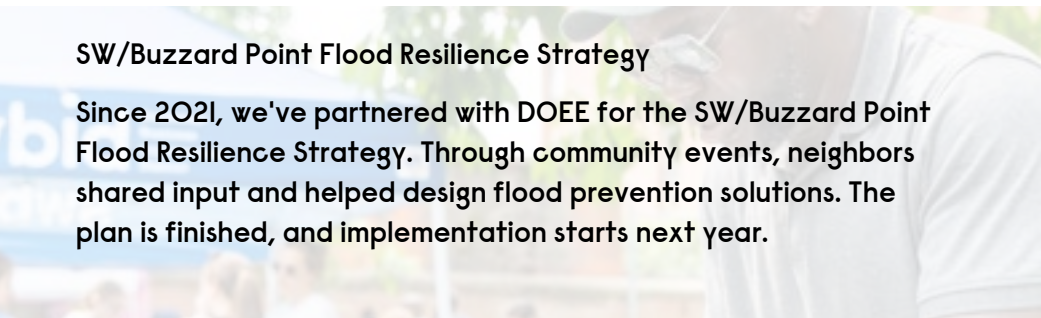 SW/Buzzard Point Flood Resilience Strategy
Since 2021, we've partnered with DOEE for the SW/Buzzard Point
Flood Resilience Strategy. Through community events, neighbors
shared input and helped design flood prevention solutions. The
plan is finished, and implementation starts next year.